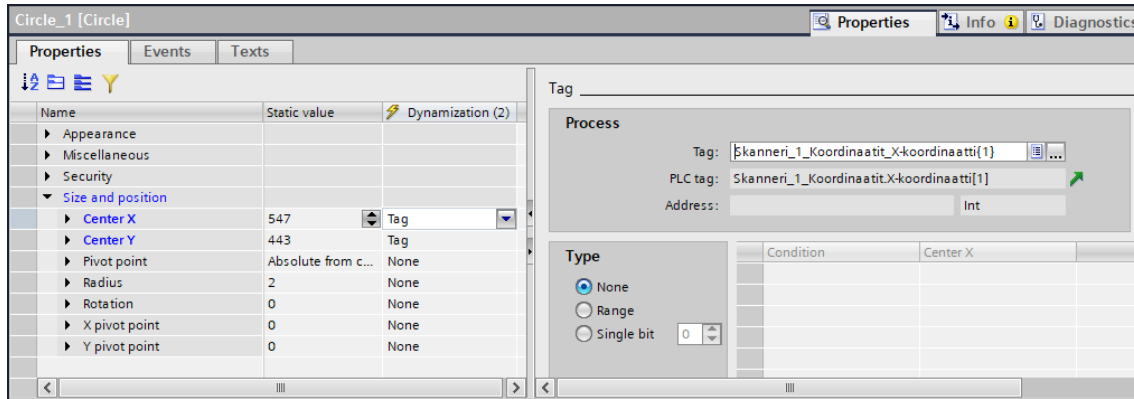 Circle_1 [Circle]
Properties Info Diagnostics
Properties Events Texts
Name Static value Dynamization (2)
Appearance
Miscellaneous
Security
Size and position
Center X 547 Tag
Center Y 443 Tag
Pivot point Absolute from c... None
Radius 2 None
Rotation 0 None
X pivot point 0 None
Y pivot point 0 None
Tag
Process
Tag: Skanneri_1_Koordinaatit_X-koordinaatti{1} ...
PLC tag: Skanneri_1_Koordinaatit.X-koordinaatti[1]
Address: Int
Type
None
Range
Single bit 0
Condition Center X